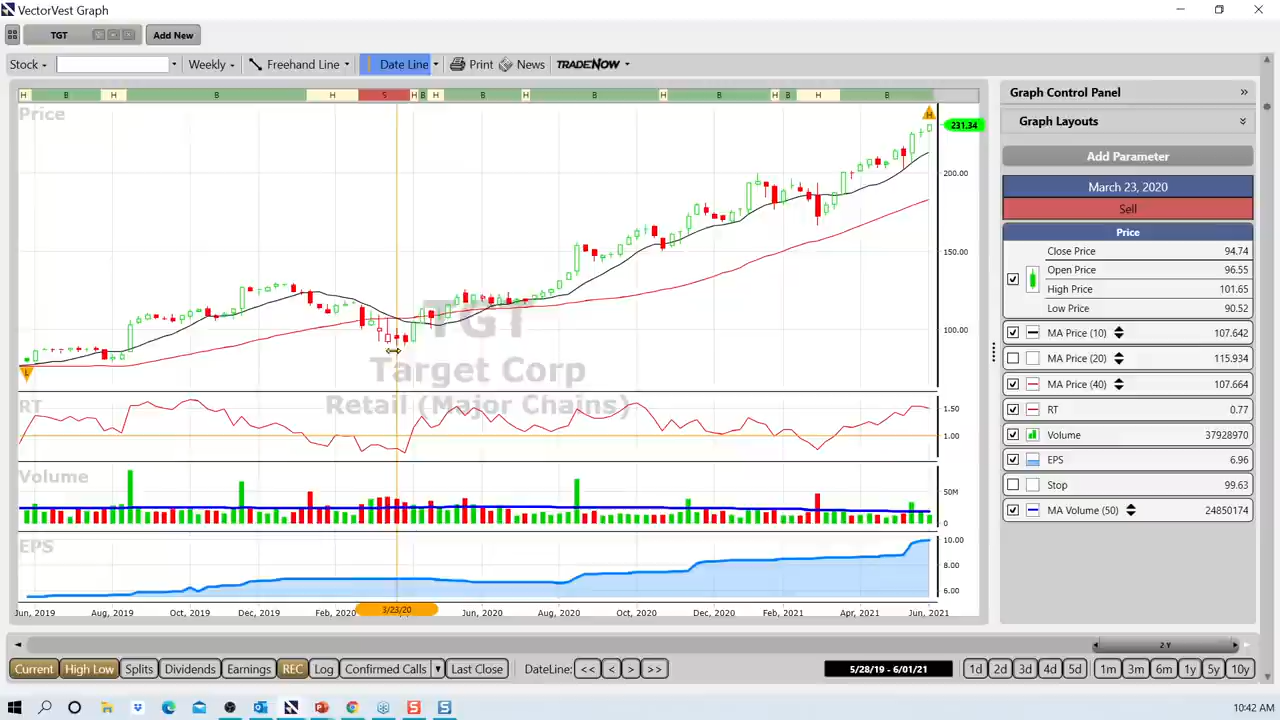 VectorVest Graph
TGT
Add New
Stock
Weekly
Freehand Line
Date Line
Print
News
TRADENOW
H B H B H S H B H B H B H B H B H B
Price
H
231.34
200.00
150.00
100.00
L
TGT
Target Corp
Retail (Major Chains)
RT
1.50
1.00
Volume
50M
0
EPS
10.00
8.00
6.00
Jun, 2019 Aug, 2019 Oct, 2019 Dec, 2019 Feb, 2020 3/23/20 Jun, 2020 Aug, 2020 Oct, 2020 Dec, 2020 Feb, 2021 Apr, 2021 Jun, 2021
Graph Control Panel
Graph Layouts
Add Parameter
March 23, 2020
Sell
Price
Close Price 94.74
Open Price 96.55
High Price 101.65
Low Price 90.52
MA Price (10) 107.642
MA Price (20) 115.934
MA Price (40) 107.664
RT 0.77
Volume 37928970
EPS 6.96
Stop 99.63
MA Volume (50) 24850174
2 Y
Current High Low Splits Dividends Earnings REC Log Confirmed Calls Last Close DateLine: << < > >> 5/28/19 - 6/01/21 1d 2d 3d 4d 5d 1m 3m 6m 1y 5y 10y
10:42 AM